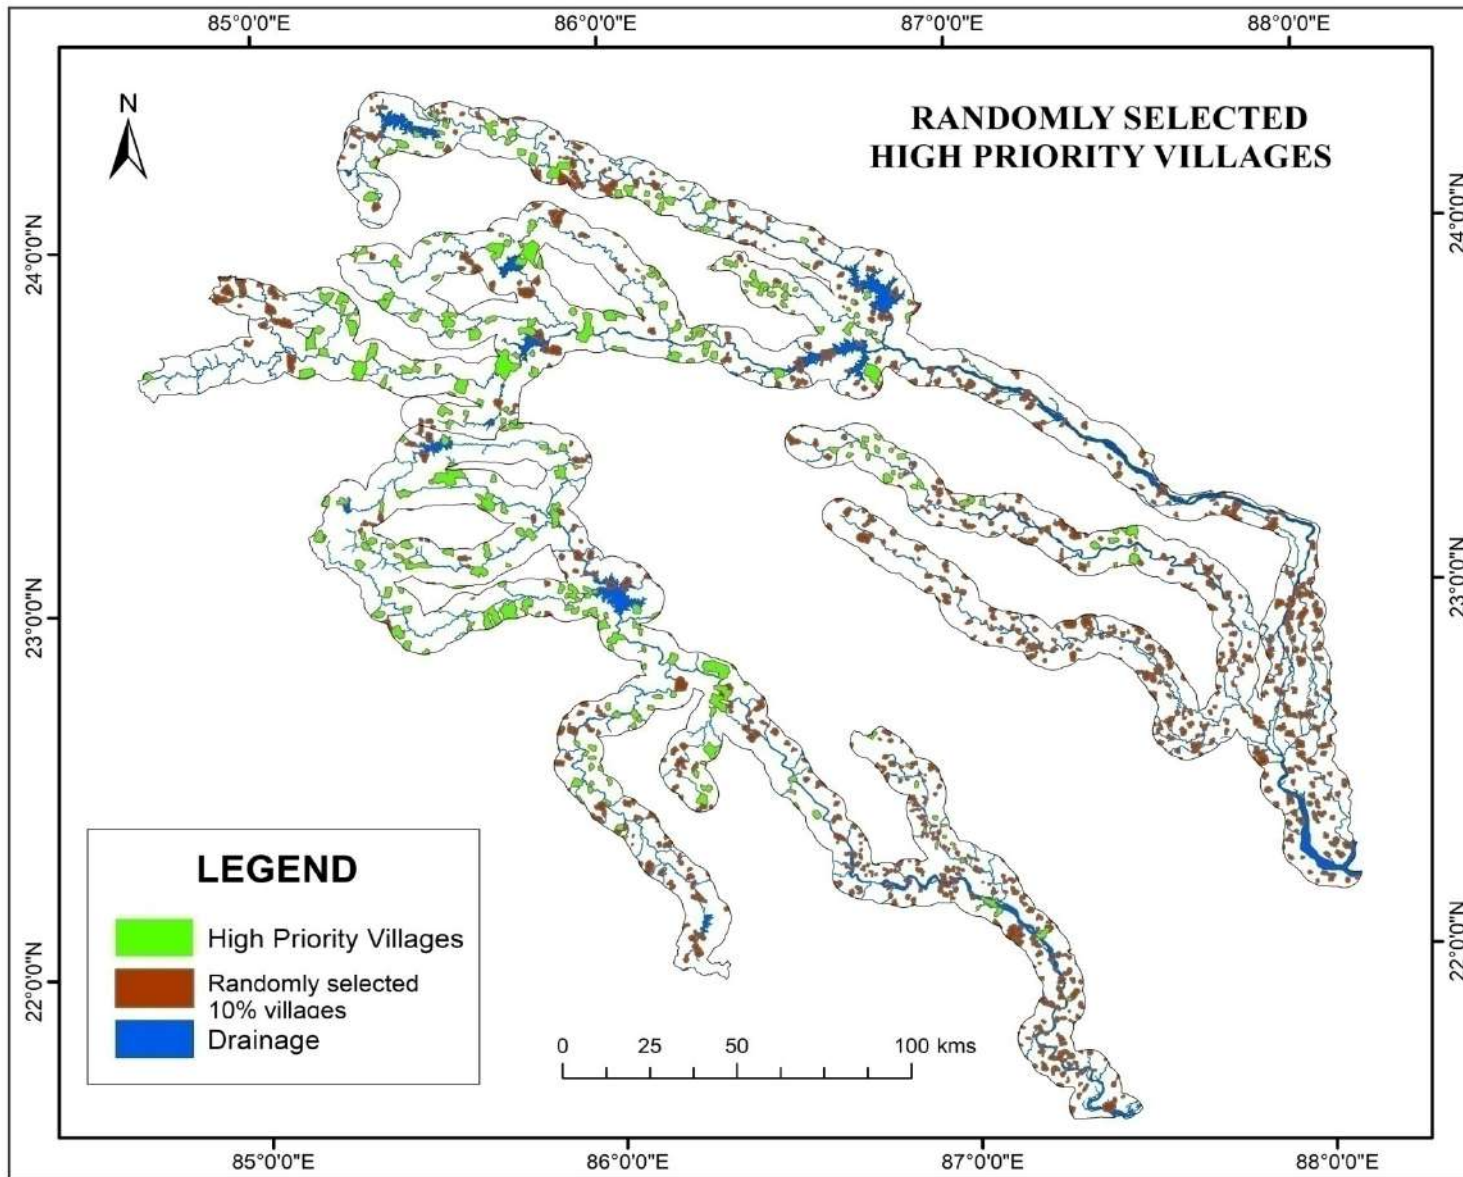 85°0'0"E 86°0'0"E 87°0'0"E 88°0'0"E
N
RANDOMLY SELECTED
HIGH PRIORITY VILLAGES
24°0'0"N
24°0'0"N
23°0'0"N
23°0'0"N
22°0'0"N
22°0'0"N
LEGEND
High Priority Villages
Randomly selected
10% villages
Drainage
0 25 50 100 kms
85°0'0"E 86°0'0"E 87°0'0"E 88°0'0"E